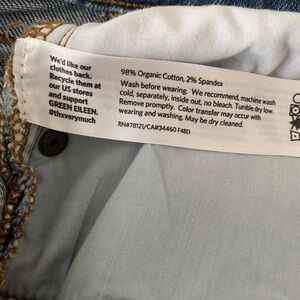 We'd like our
clothes back.
Recycle them at
our US stores
and support
GREEN EILEEN.
#thxverymuch
98% Organic Cotton, 2% Spandex
Wash before wearing. We recommend, machine wash
cold, separately, inside out, no bleach. Tumble dry low.
Remove promptly. Color transfer may occur with
wearing and washing. May be dry cleaned.
RN#78121/CA#34460 F48D